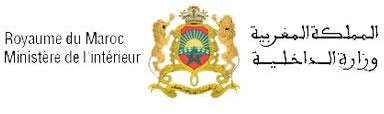 Royaume du Maroc
Ministère de l'intérieur
المملكة المغربية
وزارة الداخلية